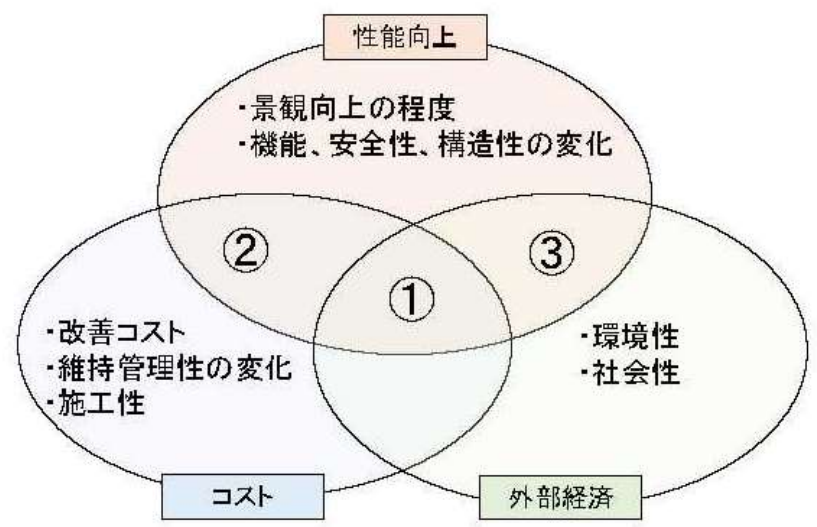 性能向上
・景観向上の程度
・機能、安全性、構造性の変化
②
③
①
・改善コスト
・維持管理性の変化
・施工性
・環境性
・社会性
コスト
外部経済